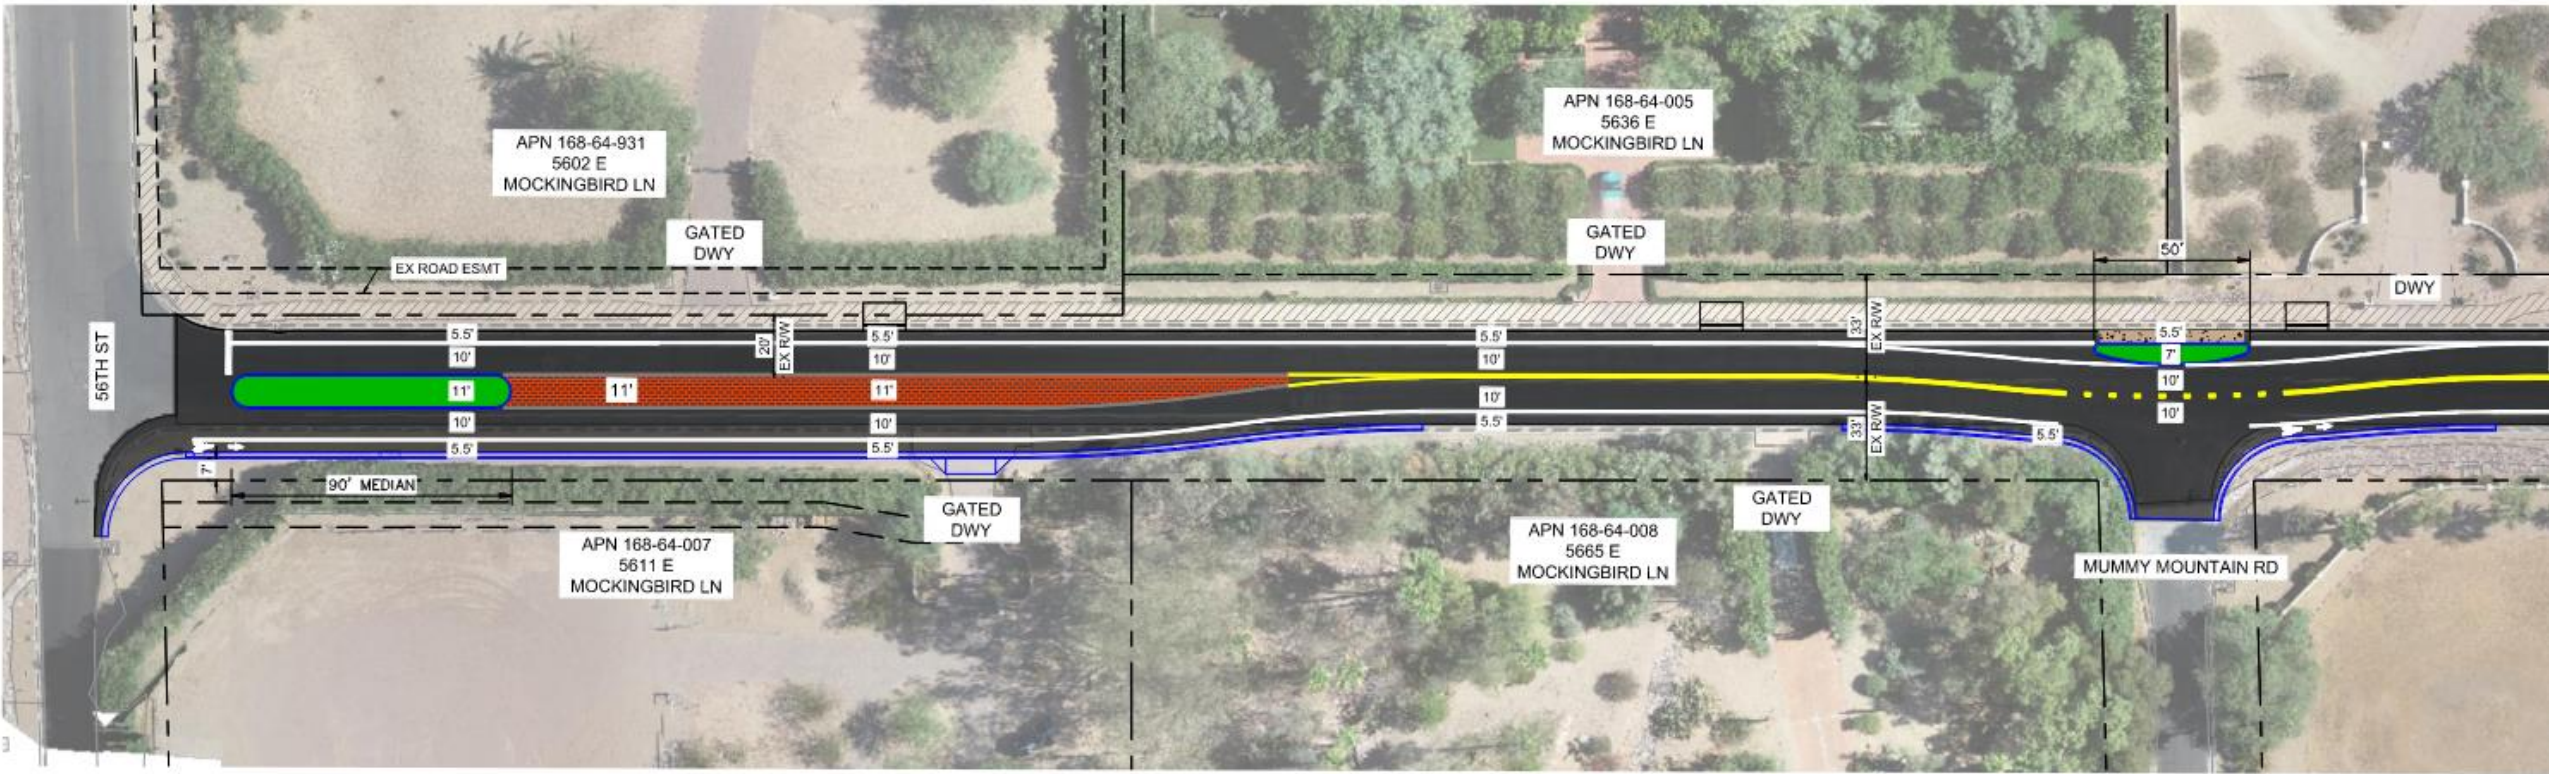 APN 168-64-931
5602 E
MOCKINGBIRD LN
GATED
DWY
EX ROAD ESMT
APN 168-64-005
5636 E
MOCKINGBIRD LN
GATED
DWY
50'
DWY
56TH ST
5.5'
10'
11'
10'
5.5'
11'
20'
EX R/W
5.5'
10'
11'
10'
5.5'
5.5'
10'
10'
5.5'
33'
EX R/W
33'
EX R/W
5.5'
7'
10'
10'
5.5'
7'
90' MEDIAN
APN 168-64-007
5611 E
MOCKINGBIRD LN
GATED
DWY
APN 168-64-008
5665 E
MOCKINGBIRD LN
GATED
DWY
MUMMY MOUNTAIN RD